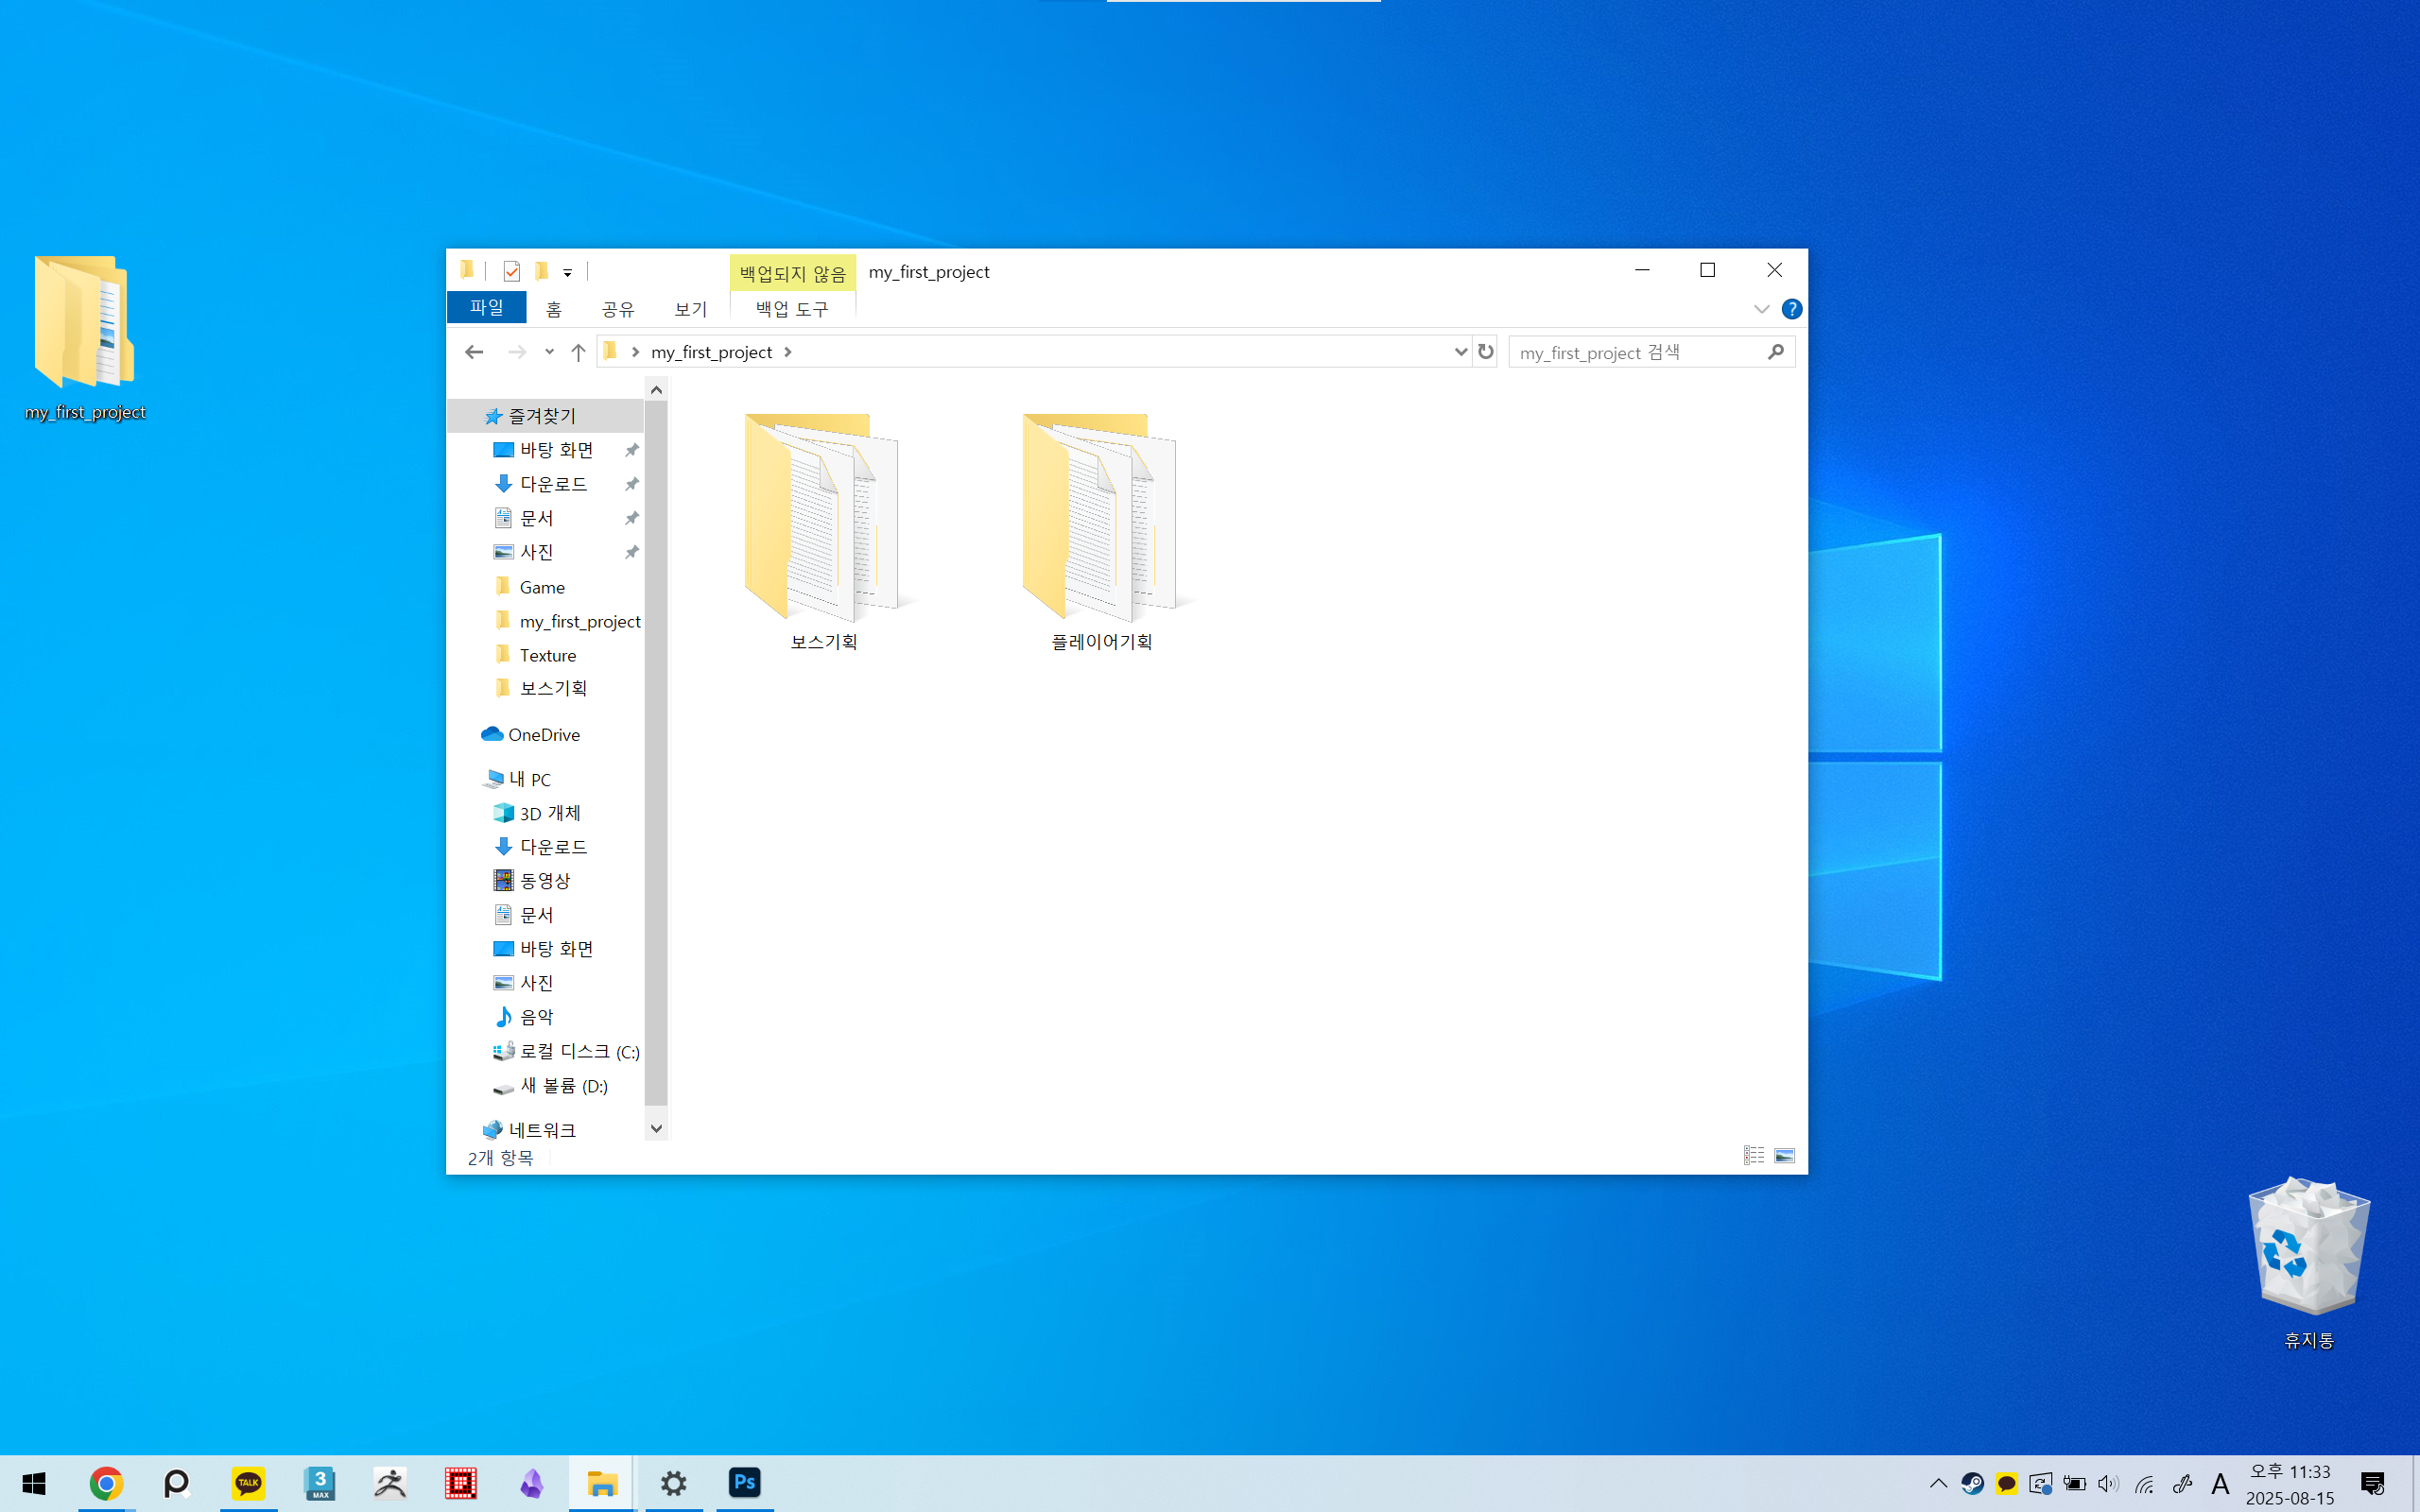 my_first_project
백업되지 않음
my_first_project
파일
홈
공유
보기
백업 도구
?
my_first_project
my_first_project 검색
즐겨찾기
바탕 화면
다운로드
문서
사진
Game
my_first_project
Texture
보스기획
OneDrive
내 PC
3D 개체
다운로드
동영상
문서
바탕 화면
사진
음악
로컬 디스크 (C:)
새 볼륨 (D:)
네트워크
보스기획
플레이어기획
2개 항목
휴지통
TALK
3
MAX
Ps
A
오후 11:33
2025-08-15